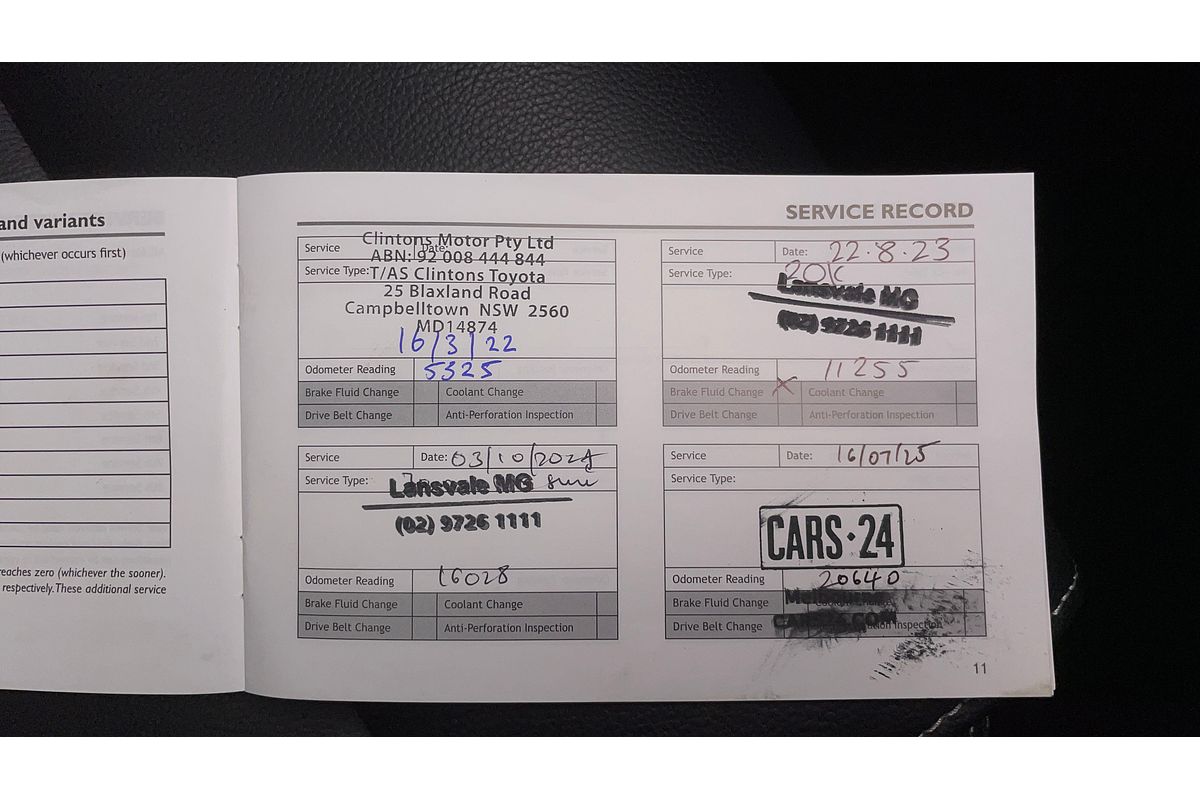 and variants
(whichever occurs first)
reaches zero (whichever the sooner).
respectively. These additional service
SERVICE RECORD
Service Date:
Clintons Motor Pty Ltd
ABN: 92 008 444 844
Service Type:
T/AS Clintons Toyota
25 Blaxland Road
Campbelltown NSW 2560
MD14874
16/3/22
Odometer Reading 5325
Brake Fluid Change Coolant Change
Drive Belt Change Anti-Perforation Inspection
Service Date: 22.8.23
Service Type: 20K
Lansvale MG
(02) 9726 1111
Odometer Reading 11255
Brake Fluid Change X Coolant Change
Drive Belt Change Anti-Perforation Inspection
Service Date: 03/10/2024
Service Type:
Lansvale MG
(02) 9726 1111
Odometer Reading 16028
Brake Fluid Change Coolant Change
Drive Belt Change Anti-Perforation Inspection
Service Date: 16/07/25
Service Type:
CARS·24
Odometer Reading 20640
Brake Fluid Change Coolant Change
Melbourne
Drive Belt Change Inspection
11